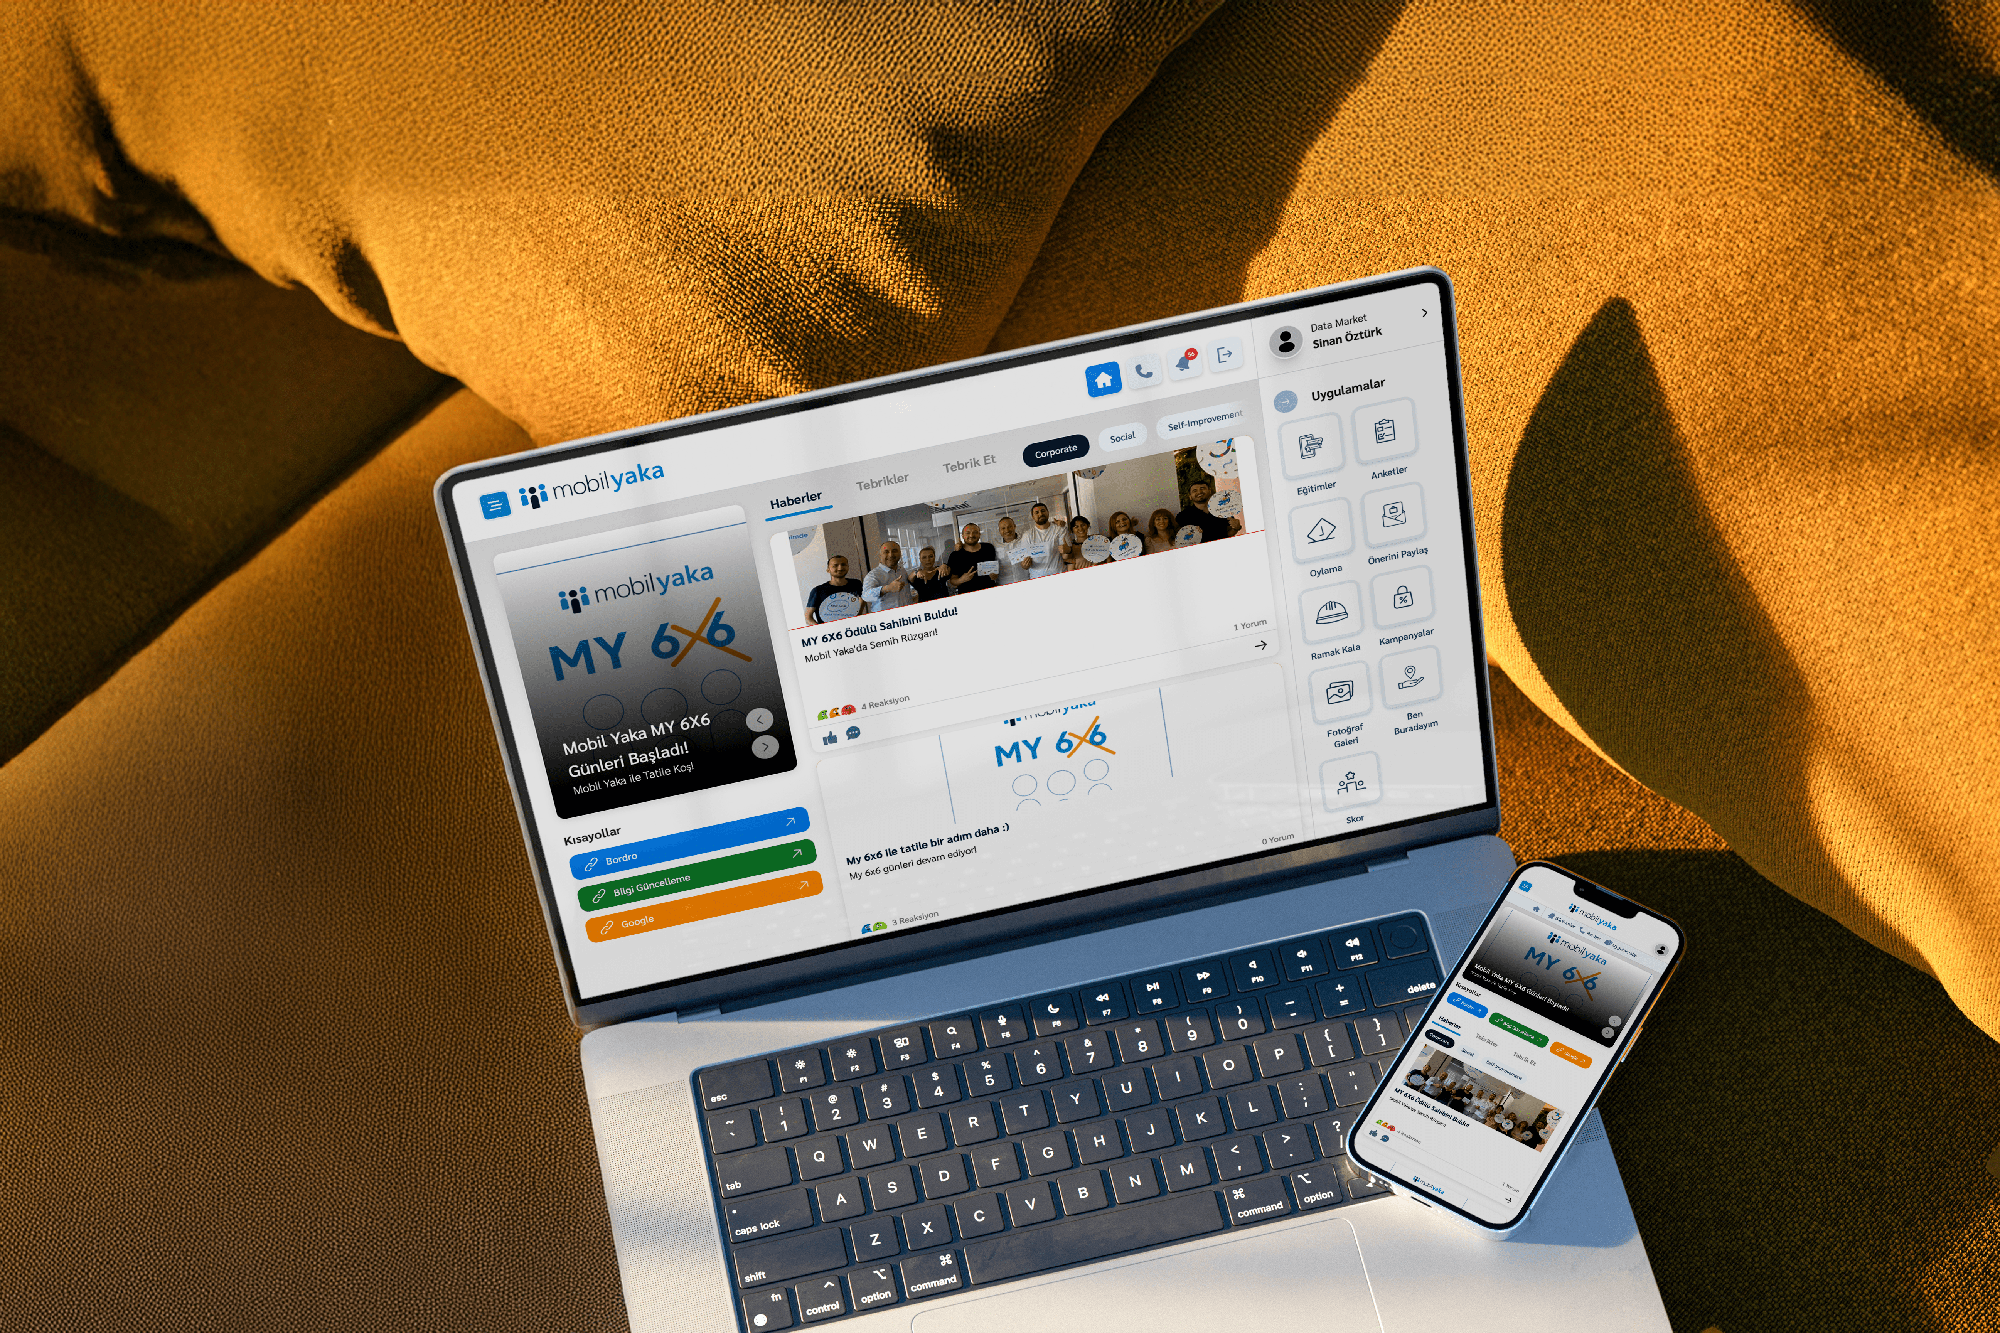 mobilyaka
Data Market
Sinan Öztürk
56
Haberler
Tebrikler
Tebrik Et
Corporate
Social
Self-Improvement
mobilyaka
MY 6X6
Mobil Yaka MY 6X6
Günleri Başladı!
Mobil Yaka ile Tatile Koş!
Kısayollar
Bordro
Bilgi Güncelleme
Google
MY 6X6 Ödülü Sahibini Buldu!
Mobil Yaka'da Semih Rüzgarı!
1 Yorum
4 Reaksiyon
MY 6X6
My 6x6 ile tatile bir adım daha :)
My 6x6 günleri devam ediyor!
0 Yorum
3 Reaksiyon
Uygulamalar
Eğitimler
Anketler
Oylama
Önerini Paylaş
Ramak Kala
Kampanyalar
Fotoğraf
Galeri
Ben
Buradayım
Skor
esc
F1 F2 F3 F4 F5 F6 F7 F8 F9 F10 F11 F12
~ ! @ # $ % ^ & * ( ) _ +
` 1 2 3 4 5 6 7 8 9 0 - = delete
tab Q W E R T Y U I O P { [ } ]
caps lock A S D F G H J K L : ; " '
shift Z X C V B N M < , > . ? /
fn control option command command option
mobilyaka
mobilyaka
MY 6X6
Mobil Yaka MY 6X6 Günleri Başladı!
Kısayollar
Haberler
Tebrikler
Tebrik Et
Corporate
Social
Self-Improvement
MY 6X6 Ödülü Sahibini Buldu!